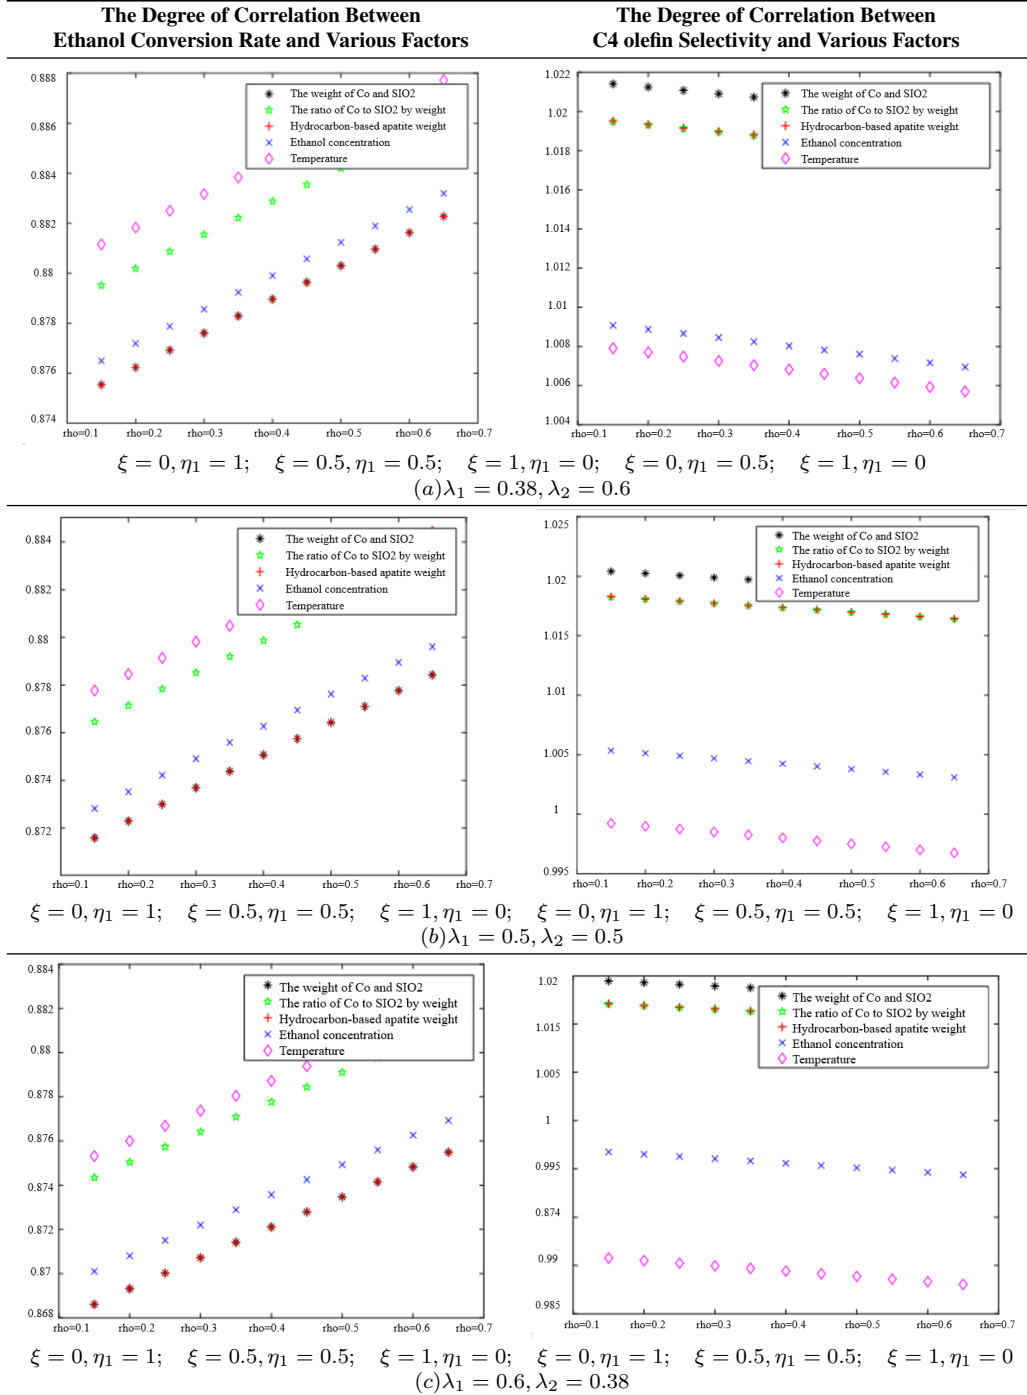 The Degree of Correlation Between
Ethanol Conversion Rate and Various Factors
The Degree of Correlation Between
C4 olefin Selectivity and Various Factors
0.888
0.886
0.884
0.882
0.88
0.878
0.876
0.874
The weight of Co and SIO2
The ratio of Co to SIO2 by weight
Hydrocarbon-based apatite weight
Ethanol concentration
Temperature
rho=0.1 rho=0.2 rho=0.3 rho=0.4 rho=0.5 rho=0.6 rho=0.7
1.022
1.02
1.018
1.016
1.014
1.012
1.01
1.008
1.006
1.004
The weight of Co and SIO2
The ratio of Co to SIO2 by weight
Hydrocarbon-based apatite weight
Ethanol concentration
Temperature
rho=0.1 rho=0.2 rho=0.3 rho=0.4 rho=0.5 rho=0.6 rho=0.7
ξ = 0, η₁ = 1; ξ = 0.5, η₁ = 0.5; ξ = 1, η₁ = 0; ξ = 0, η₁ = 0.5; ξ = 1, η₁ = 0
(a)λ₁ = 0.38, λ₂ = 0.6
0.884
0.882
0.88
0.878
0.876
0.874
0.872
The weight of Co and SIO2
The ratio of Co to SIO2 by weight
Hydrocarbon-based apatite weight
Ethanol concentration
Temperature
rho=0.1 rho=0.2 rho=0.3 rho=0.4 rho=0.5 rho=0.6 rho=0.7
1.025
1.02
1.015
1.01
1.005
1
0.995
The weight of Co and SIO2
The ratio of Co to SIO2 by weight
Hydrocarbon-based apatite weight
Ethanol concentration
Temperature
rho=0.1 rho=0.2 rho=0.3 rho=0.4 rho=0.5 rho=0.6 rho=0.7
ξ = 0, η₁ = 1; ξ = 0.5, η₁ = 0.5; ξ = 1, η₁ = 0; ξ = 0, η₁ = 1; ξ = 0.5, η₁ = 0.5; ξ = 1, η₁ = 0
(b)λ₁ = 0.5, λ₂ = 0.5
0.884
0.882
0.88
0.878
0.876
0.874
0.872
0.87
0.868
The weight of Co and SIO2
The ratio of Co to SIO2 by weight
Hydrocarbon-based apatite weight
Ethanol concentration
Temperature
rho=0.1 rho=0.2 rho=0.3 rho=0.4 rho=0.5 rho=0.6 rho=0.7
1.02
1.015
1.005
1
0.995
0.874
0.99
0.985
The weight of Co and SIO2
The ratio of Co to SIO2 by weight
Hydrocarbon-based apatite weight
Ethanol concentration
Temperature
rho=0.1 rho=0.2 rho=0.3 rho=0.4 rho=0.5 rho=0.6 rho=0.7
ξ = 0, η₁ = 1; ξ = 0.5, η₁ = 0.5; ξ = 1, η₁ = 0; ξ = 0, η₁ = 1; ξ = 0.5, η₁ = 0.5; ξ = 1, η₁ = 0
(c)λ₁ = 0.6, λ₂ = 0.38